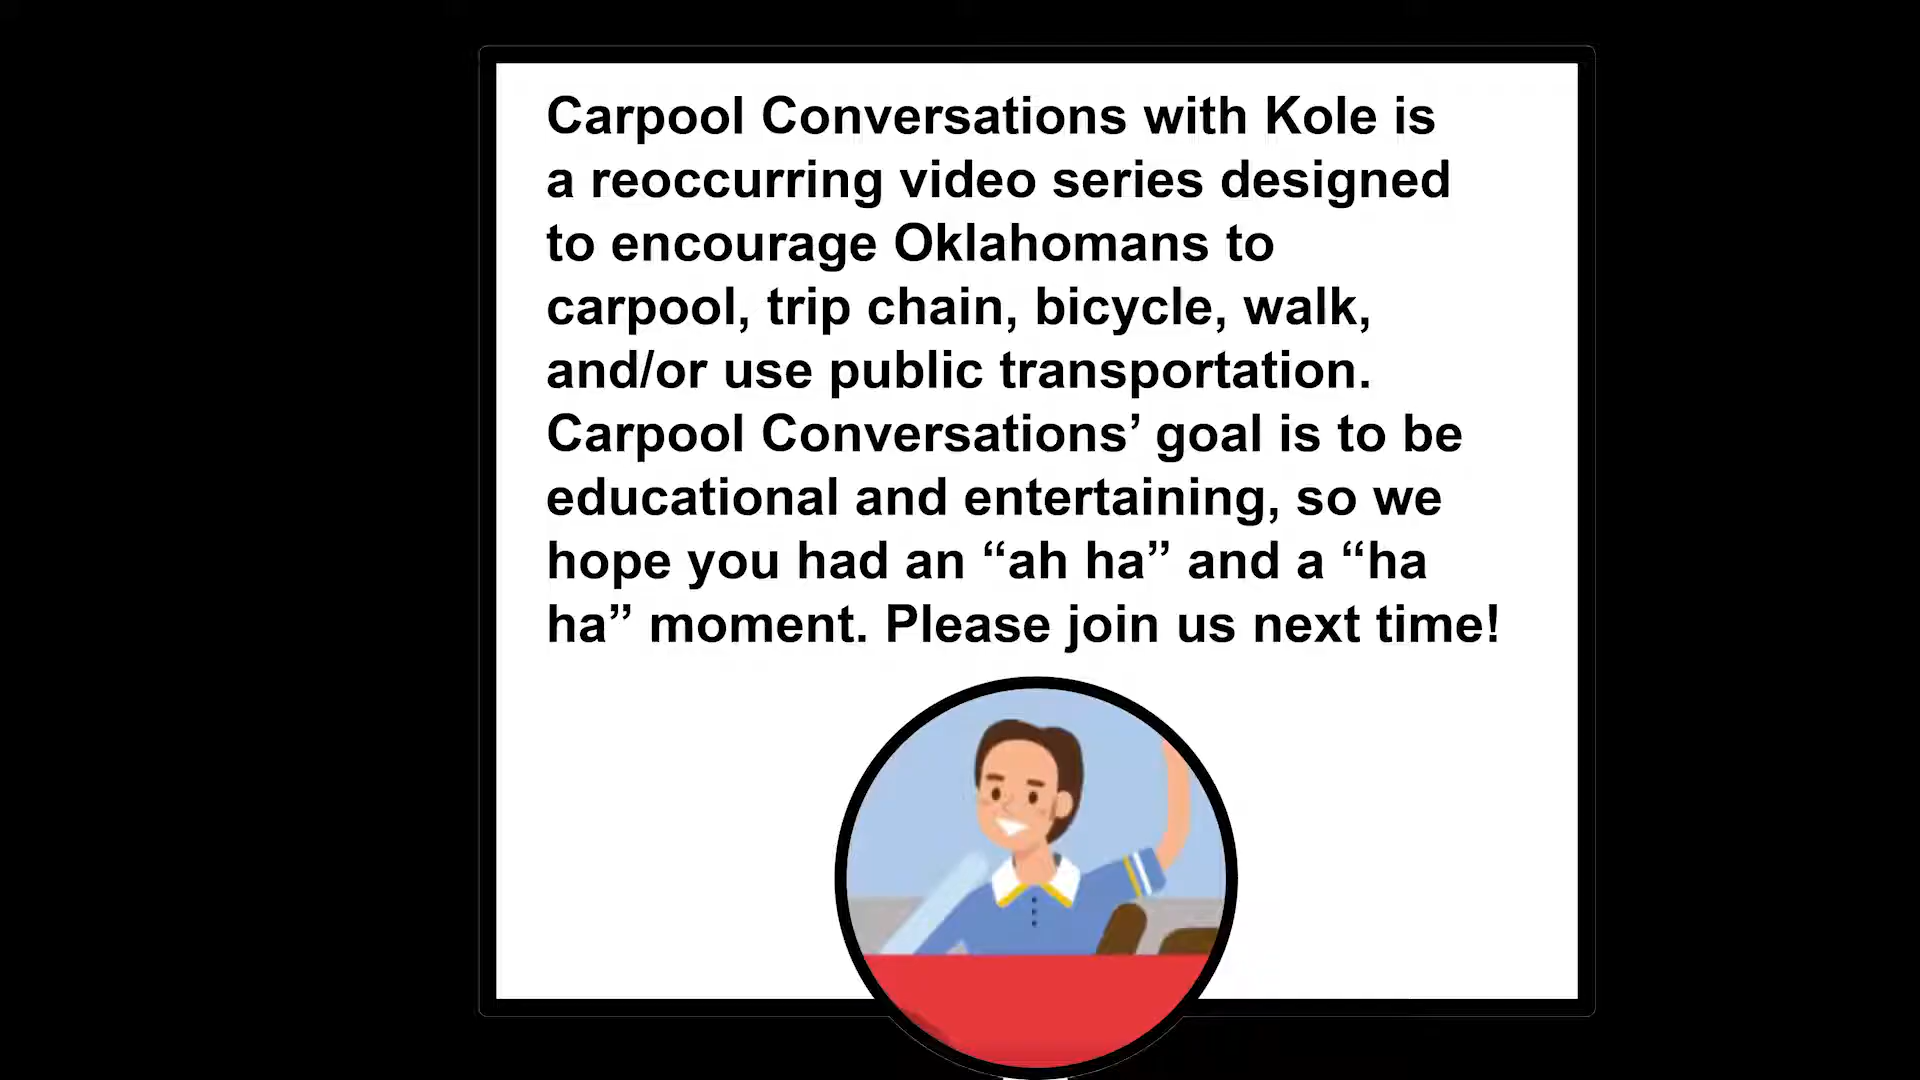 Carpool Conversations with Kole is
a reoccurring video series designed
to encourage Oklahomans to
carpool, trip chain, bicycle, walk,
and/or use public transportation.
Carpool Conversations’ goal is to be
educational and entertaining, so we
hope you had an “ah ha” and a “ha
ha” moment. Please join us next time!